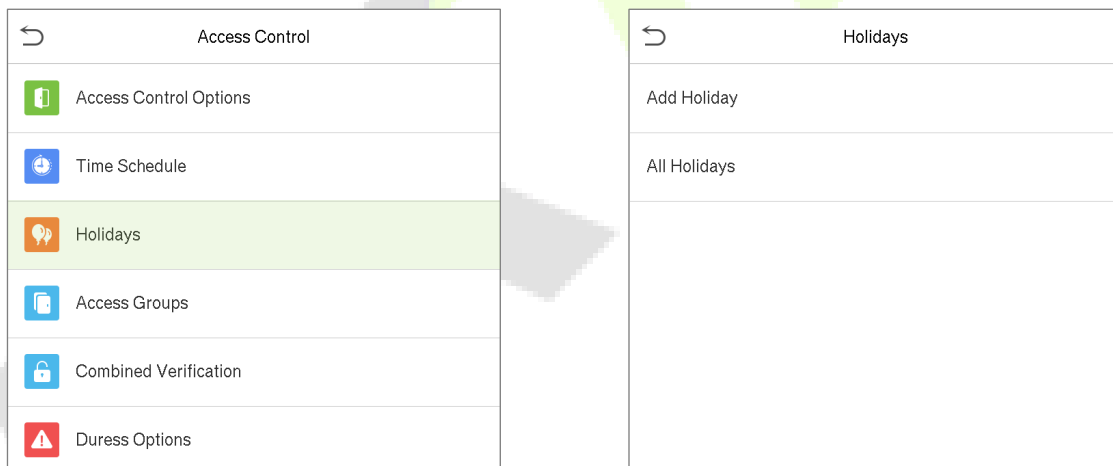 Access Control
Access Control Options
Time Schedule
Holidays
Access Groups
Combined Verification
Duress Options
Holidays
Add Holiday
All Holidays